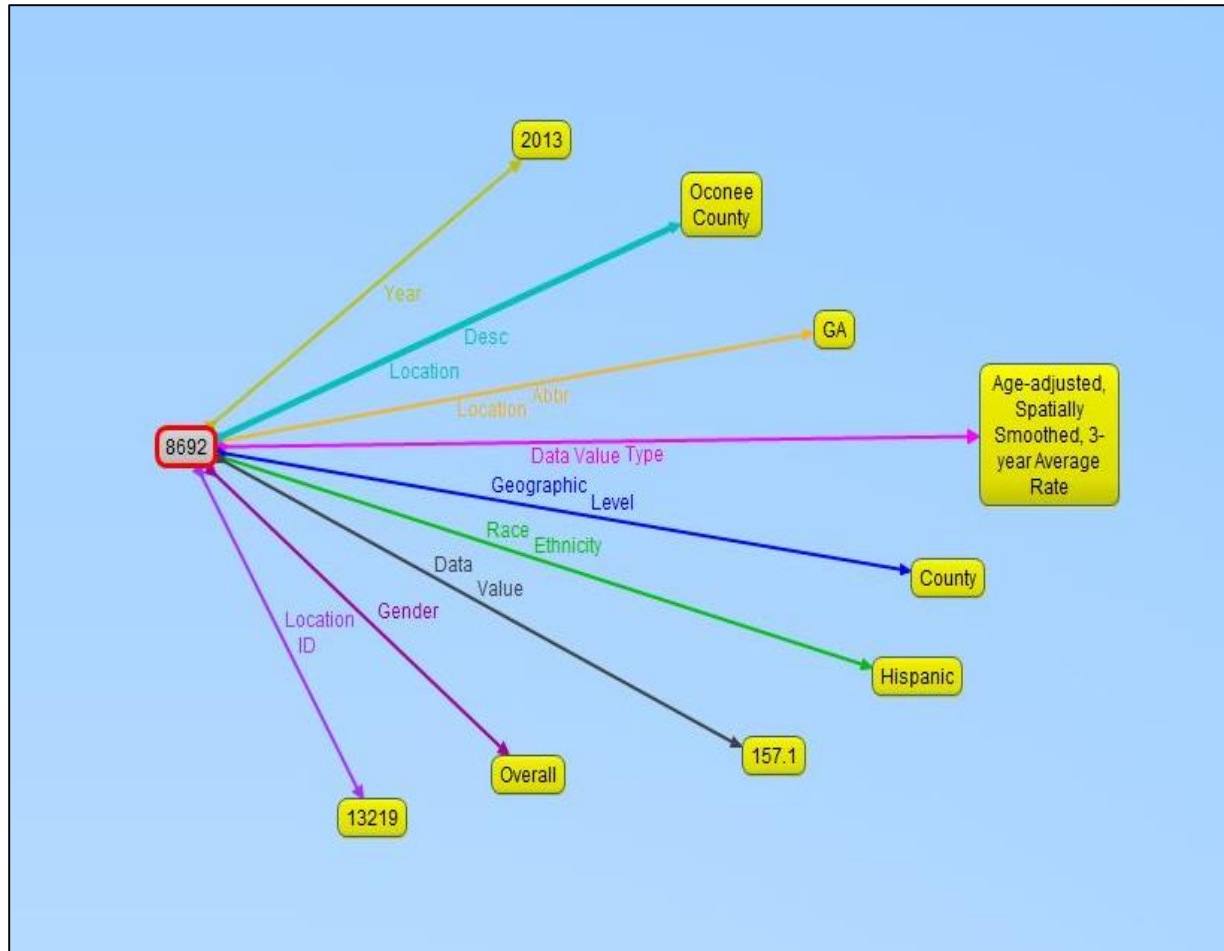 2013
Oconee
County
Year
Desc
Location
GA
Abbr
Location
Age-adjusted,
Spatially
Smoothed, 3-
year Average
Rate
8692
Data Value Type
Geographic
Level
Race
Ethnicity
Data
Value
County
Gender
Location
ID
Hispanic
157.1
Overall
13219